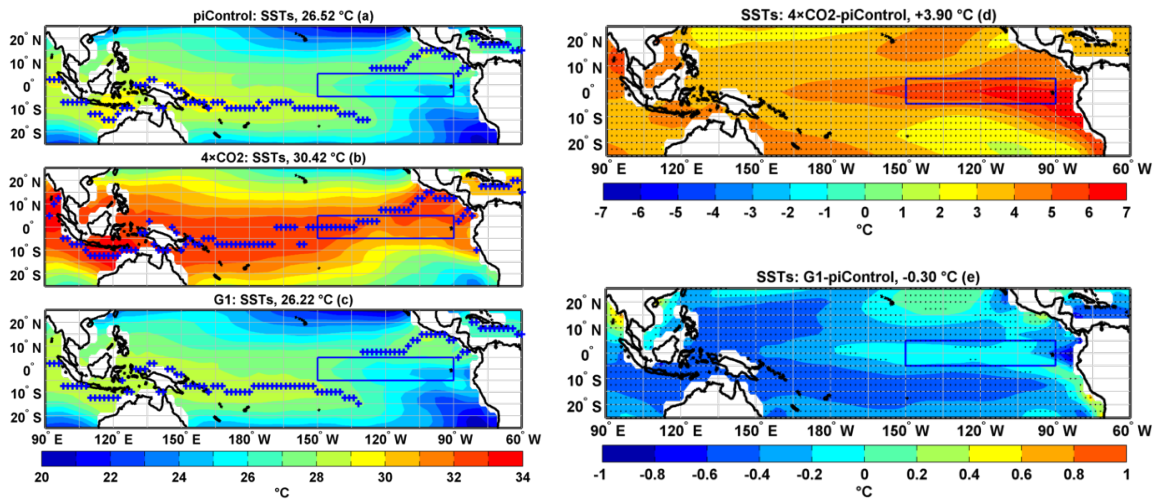 piControl: SSTs, 26.52 °C (a)
20° N
10° N
0°
10° S
20° S
4×CO2: SSTs, 30.42 °C (b)
20° N
10° N
0°
10° S
20° S
G1: SSTs, 26.22 °C (c)
20° N
10° N
0°
10° S
20° S
90° E 120° E 150° E 180° W 150° W 120° W 90° W 60° W
20 22 24 26 28 30 32 34
°C
SSTs: 4×CO2-piControl, +3.90 °C (d)
20° N
10° N
0°
10° S
20° S
90° E 120° E 150° E 180° W 150° W 120° W 90° W 60° W
-7 -6 -5 -4 -3 -2 -1 0 1 2 3 4 5 6 7
°C
SSTs: G1-piControl, -0.30 °C (e)
20° N
10° N
0°
10° S
20° S
90° E 120° E 150° E 180° W 150° W 120° W 90° W 60° W
-1 -0.8 -0.6 -0.4 -0.2 0 0.2 0.4 0.6 0.8 1
°C